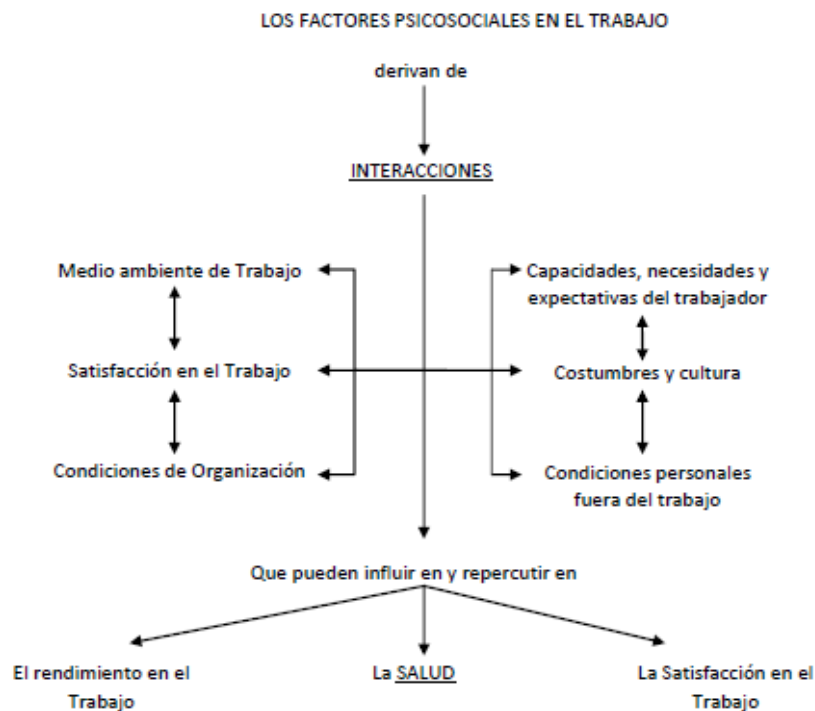 LOS FACTORES PSICOSOCIALES EN EL TRABAJO
derivan de
INTERACCIONES
Medio ambiente de Trabajo
Satisfacción en el Trabajo
Condiciones de Organización
Capacidades, necesidades y
expectativas del trabajador
Costumbres y cultura
Condiciones personales
fuera del trabajo
Que pueden influir en y repercutir en
El rendimiento en el
Trabajo
La SALUD
La Satisfacción en el
Trabajo